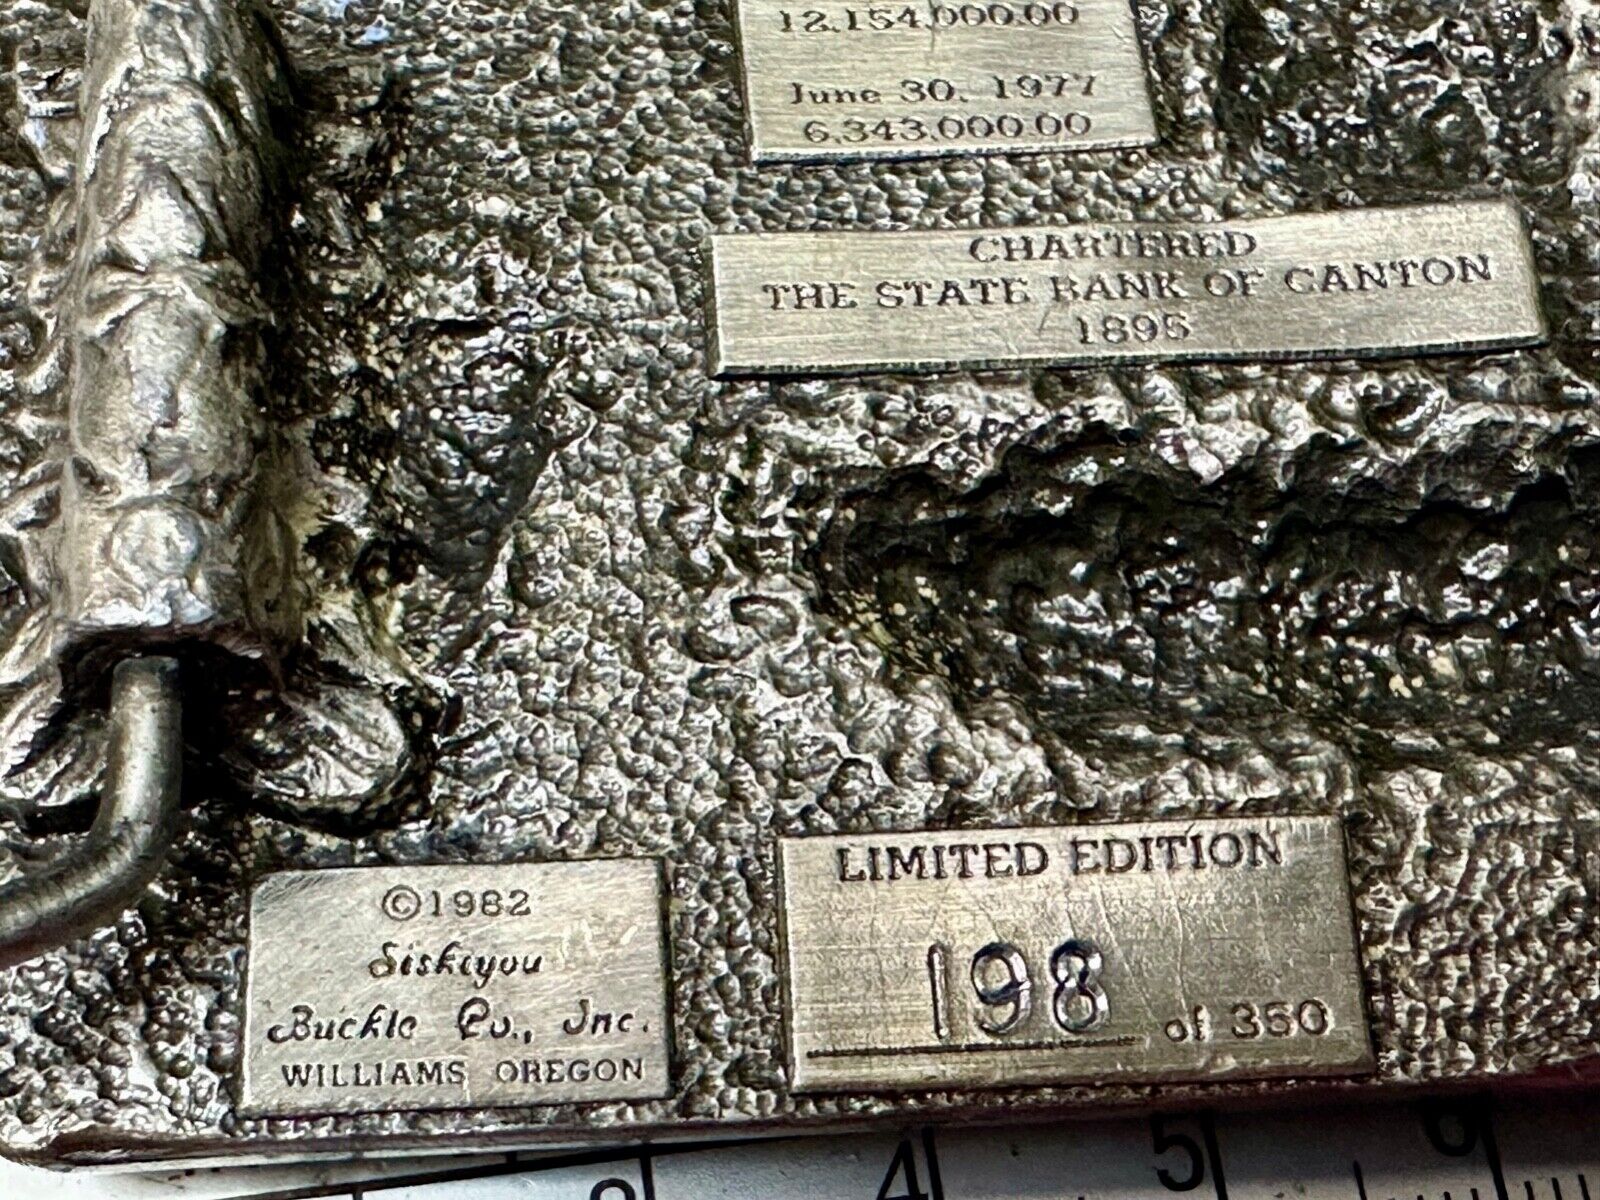 12,154,000.00
June 30, 1977
6,343,000.00
CHARTERED
THE STATE BANK OF CANTON
1895
LIMITED EDITION
198 of 350
©1982
Siskiyou
Buckle Co., Inc.
WILLIAMS OREGON
4 5 6